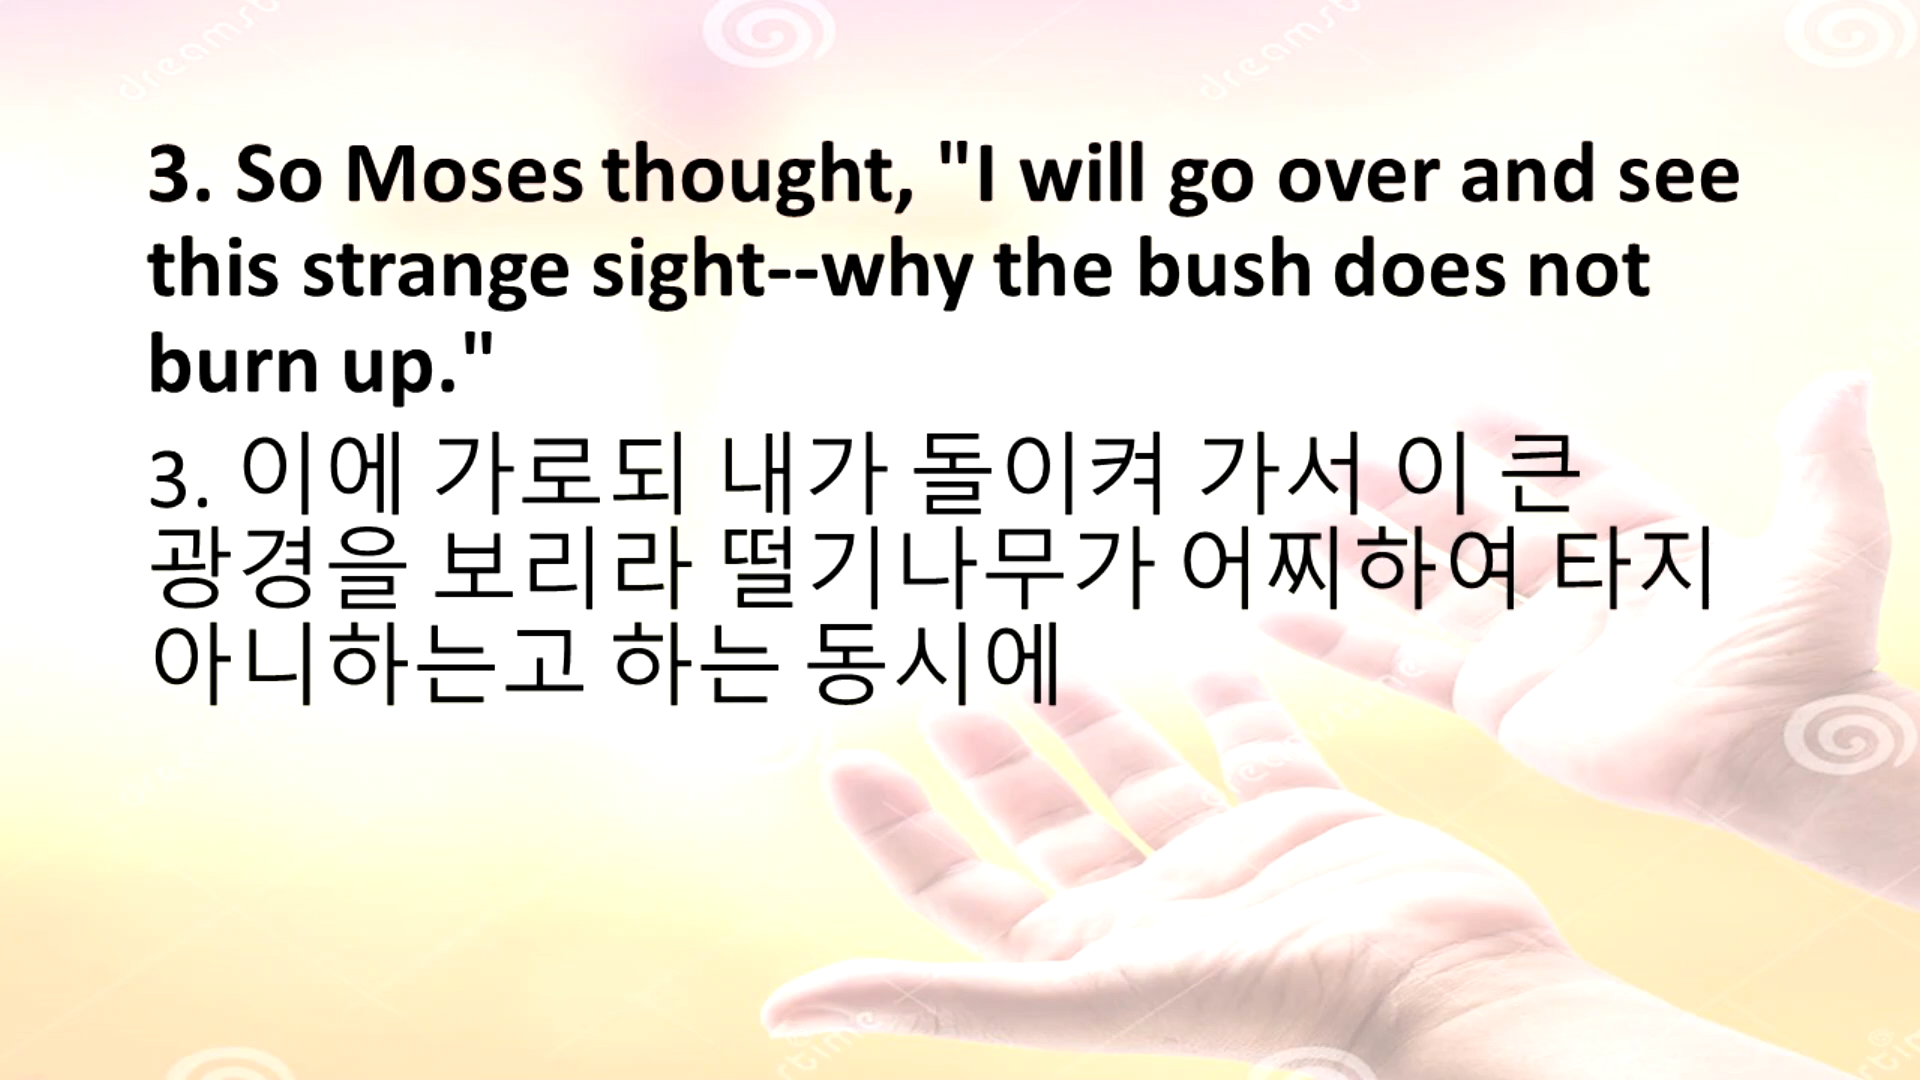 3. So Moses thought, "I will go over and see
this strange sight--why the bush does not
burn up."
3. 이에 가로되 내가 돌이켜 가서 이 큰
광경을 보리라 떨기나무가 어찌하여 타지
아니하는고 하는 동시에